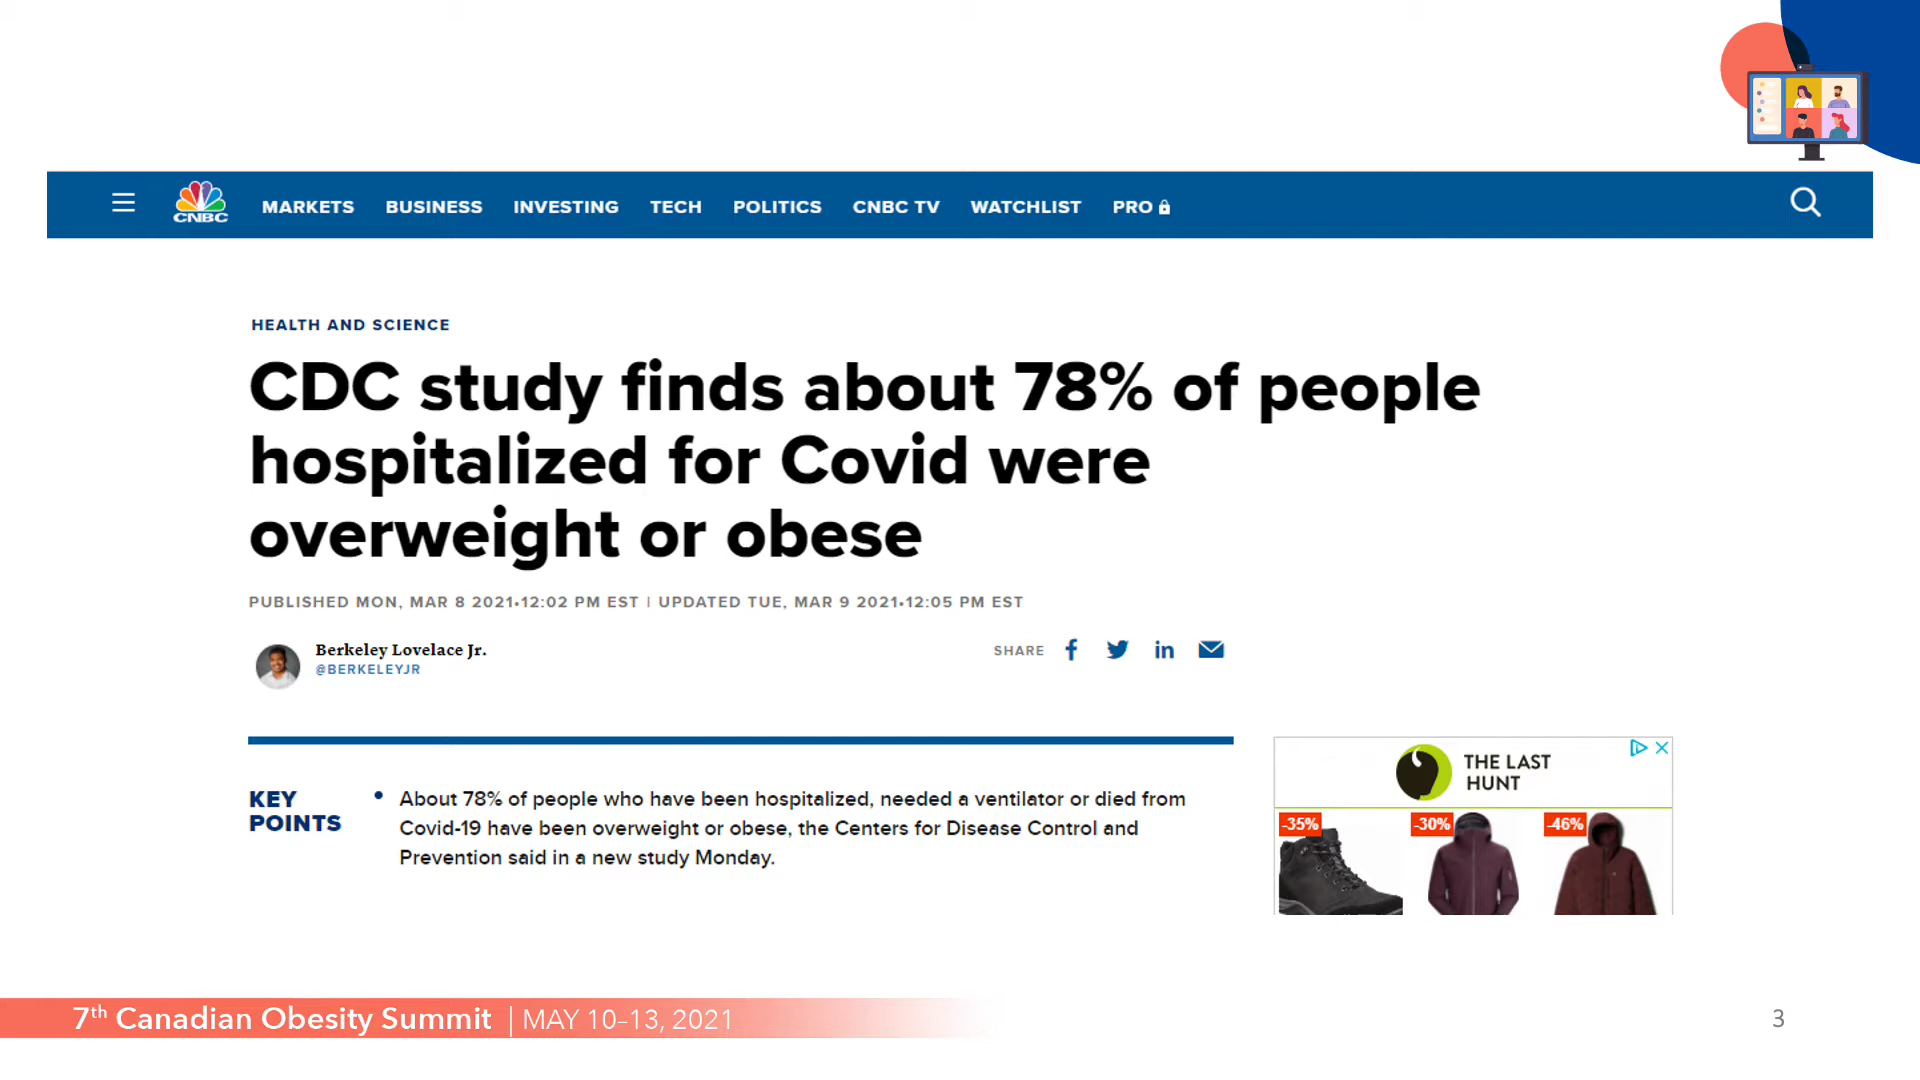 CNBC MARKETS BUSINESS INVESTING TECH POLITICS CNBC TV WATCHLIST PRO
HEALTH AND SCIENCE
CDC study finds about 78% of people
hospitalized for Covid were
overweight or obese
PUBLISHED MON, MAR 8 2021•12:02 PM EST | UPDATED TUE, MAR 9 2021•12:05 PM EST
Berkeley Lovelace Jr.
@BERKELEYJR
SHARE
KEY
POINTS
• About 78% of people who have been hospitalized, needed a ventilator or died from
Covid-19 have been overweight or obese, the Centers for Disease Control and
Prevention said in a new study Monday.
THE LAST
HUNT
-35% -30% -46%
7th Canadian Obesity Summit | MAY 10–13, 2021
3